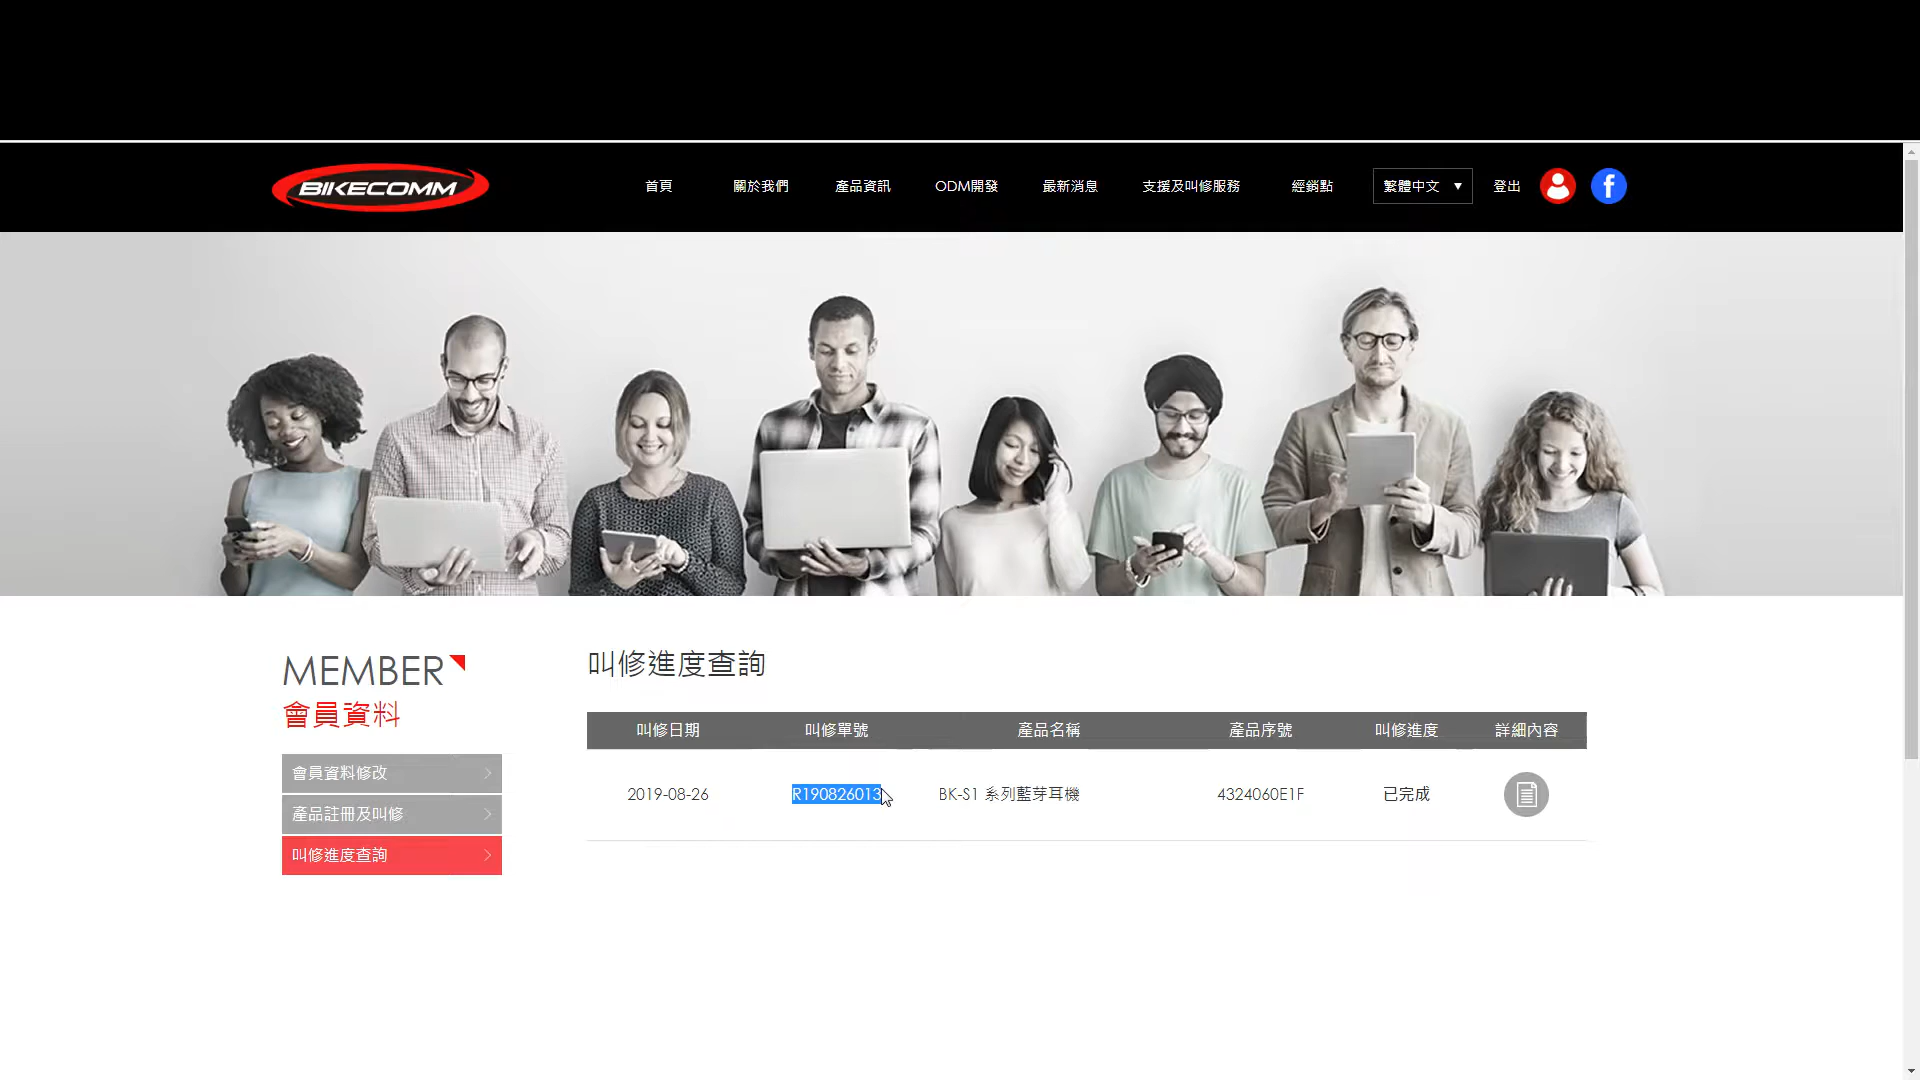 BIKECOMM
首頁 關於我們 產品資訊 ODM開發 最新消息 支援及叫修服務 經銷點 繁體中文 登出
MEMBER
會員資料
會員資料修改
產品註冊及叫修
叫修進度查詢
叫修進度查詢
叫修日期 叫修單號 產品名稱 產品序號 叫修進度 詳細內容
2019-08-26 R190826013 BK-S1 系列藍芽耳機 4324060E1F 已完成